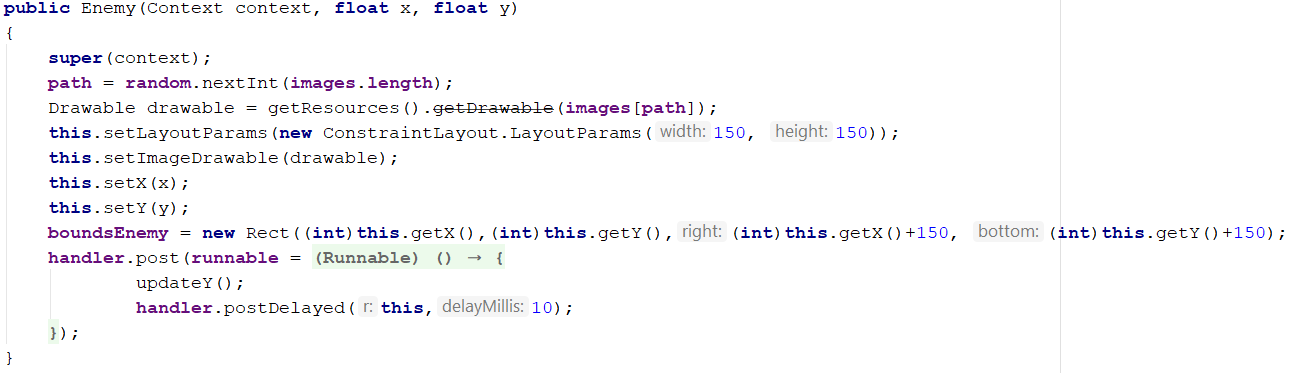 public Enemy(Context context, float x, float y)
{
super(context);
path = random.nextInt(images.length);
Drawable drawable = getResources().getDrawable(images[path]);
this.setLayoutParams(new ConstraintLayout.LayoutParams( width: 150, height: 150));
this.setImageDrawable(drawable);
this.setX(x);
this.setY(y);
boundsEnemy = new Rect((int)this.getX(),(int)this.getY(), right: (int)this.getX()+150, bottom: (int)this.getY()+150);
handler.post(runnable = (Runnable) () → {
updateY();
handler.postDelayed( r: this, delayMillis: 10);
});
}